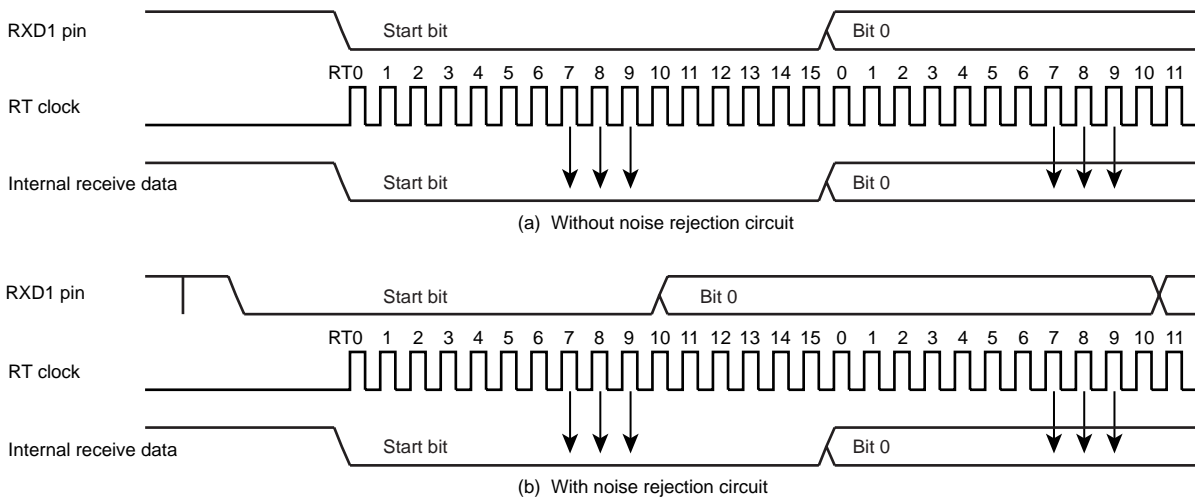 RXD1 pin
Start bit
Bit 0
RT0 1 2 3 4 5 6 7 8 9 10 11 12 13 14 15 0 1 2 3 4 5 6 7 8 9 10 11
RT clock
Internal receive data
Start bit
Bit 0
(a) Without noise rejection circuit
RXD1 pin
Start bit
Bit 0
RT0 1 2 3 4 5 6 7 8 9 10 11 12 13 14 15 0 1 2 3 4 5 6 7 8 9 10 11
RT clock
Internal receive data
Start bit
Bit 0
(b) With noise rejection circuit